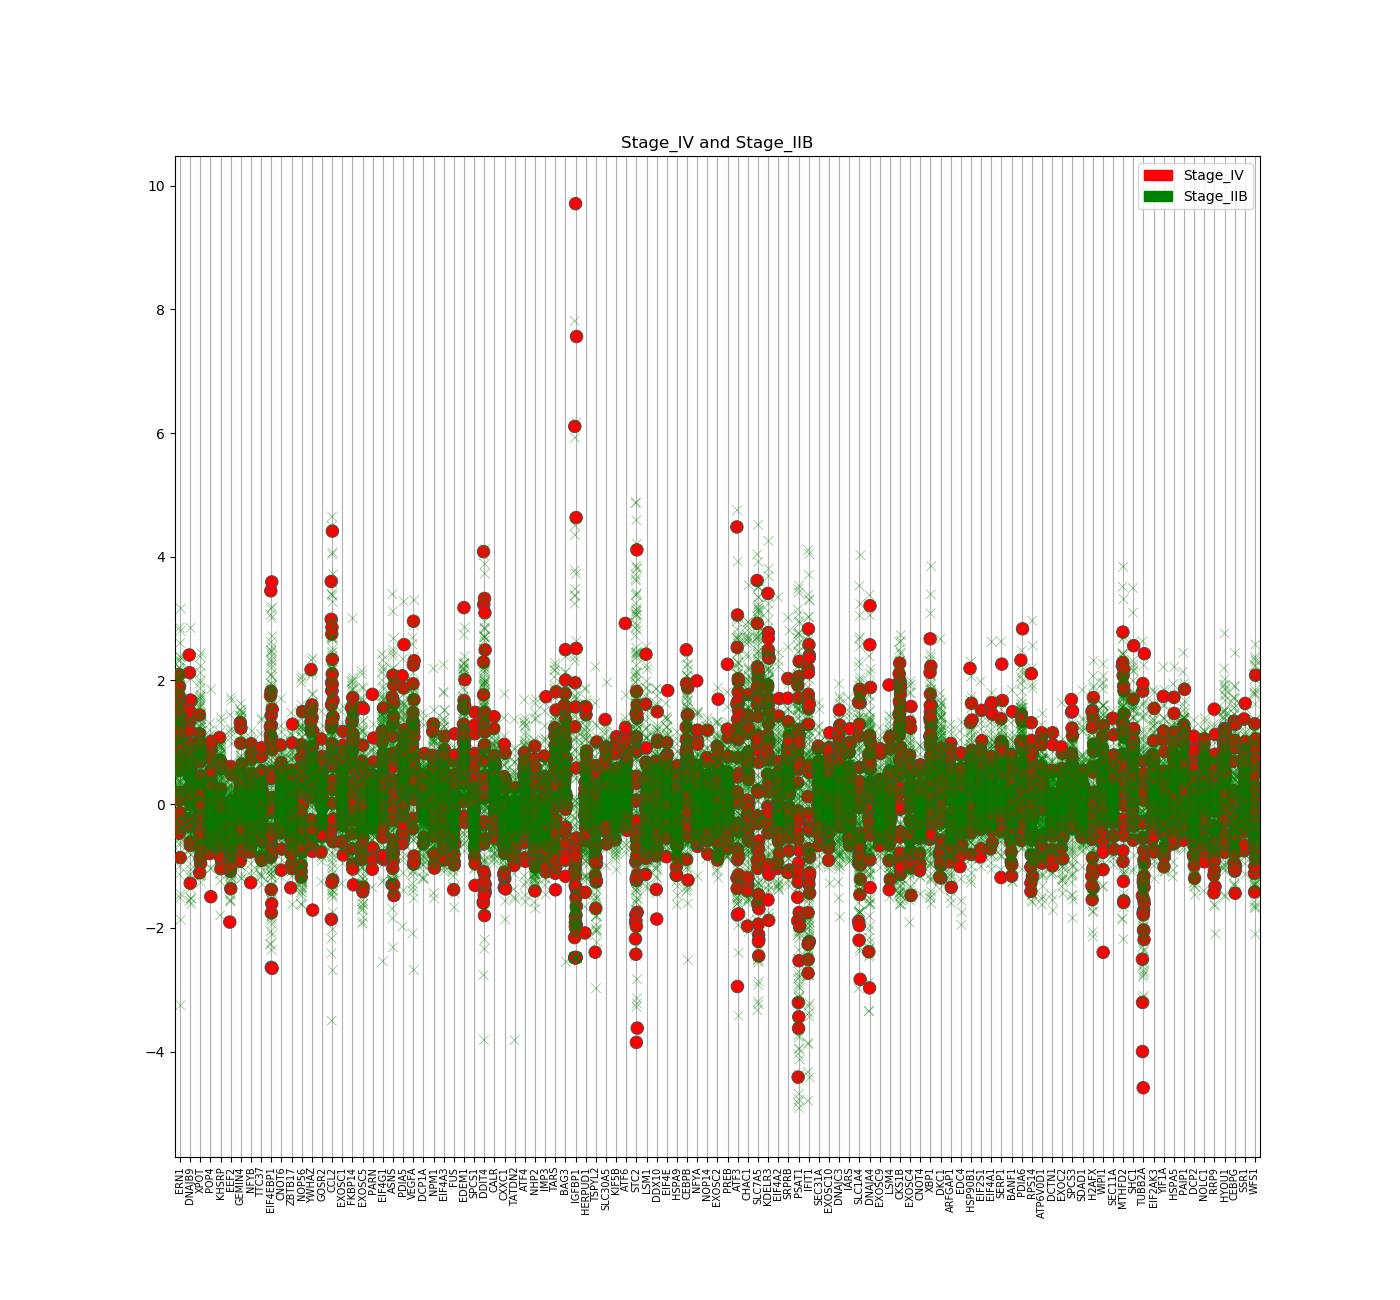 Stage_IV and Stage_IIB
Stage_IV
Stage_IIB
10
8
6
4
2
0
−2
−4
ERN1
DNAJB9
XPOT
POP4
KHSRP
EEF2
GEMIN4
NFYB
TTC37
EIF4EBP1
CNOT6
ZBTB17
NOP56
YWHAZ
GOSR2
CCL2
EXOSC1
FKBP14
EXOSC5
PARN
EIF4G1
ASNS
PDIA5
VEGFA
DCP1A
NPM1
EIF4A3
FUS
EDEM1
SPCS1
DDIT4
CALR
CXXC1
TATDN2
ATF4
NHP2
IMP3
TARS
BAG3
IGFBP1
HERPUD1
TSPYL2
SLC30A5
KIF5B
ATF6
STC2
LSM1
DDX10
EIF4E
HSPA9
CEBPB
NFYA
NOP14
EXOSC2
PREB
ATF3
CHAC1
SLC7A5
KDELR3
EIF4A2
SRPRB
PSAT1
IFIT1
SEC31A
EXOSC10
DNAJC3
IARS
SLC1A4
DNAJA4
EXOSC9
LSM4
CKS1B
EXOSC4
CNOT4
XBP1
DKC1
ARFGAP1
EDC4
HSP90B1
EIF2S1
EIF4A1
SERP1
BANF1
PDIA6
RPS14
ATP6V0D1
DCTN1
EXOC2
SPCS3
SDAD1
H2AFX
WIPI1
SEC11A
MTHFD2
SHC1
TUBB2A
EIF2AK3
YIF1A
HSPA5
PAIP1
DCP2
NOLC1
RRP9
HYOU1
CEBPG
SSR1
WFS1